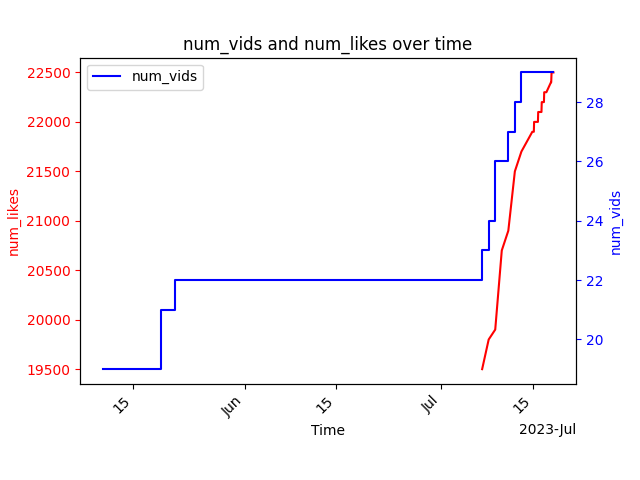 num_vids and num_likes over time
num_vids
22500
22000
21500
21000
20500
20000
19500
num_likes
28
26
24
22
20
num_vids
15
Jun
15
Jul
15
Time
2023-Jul